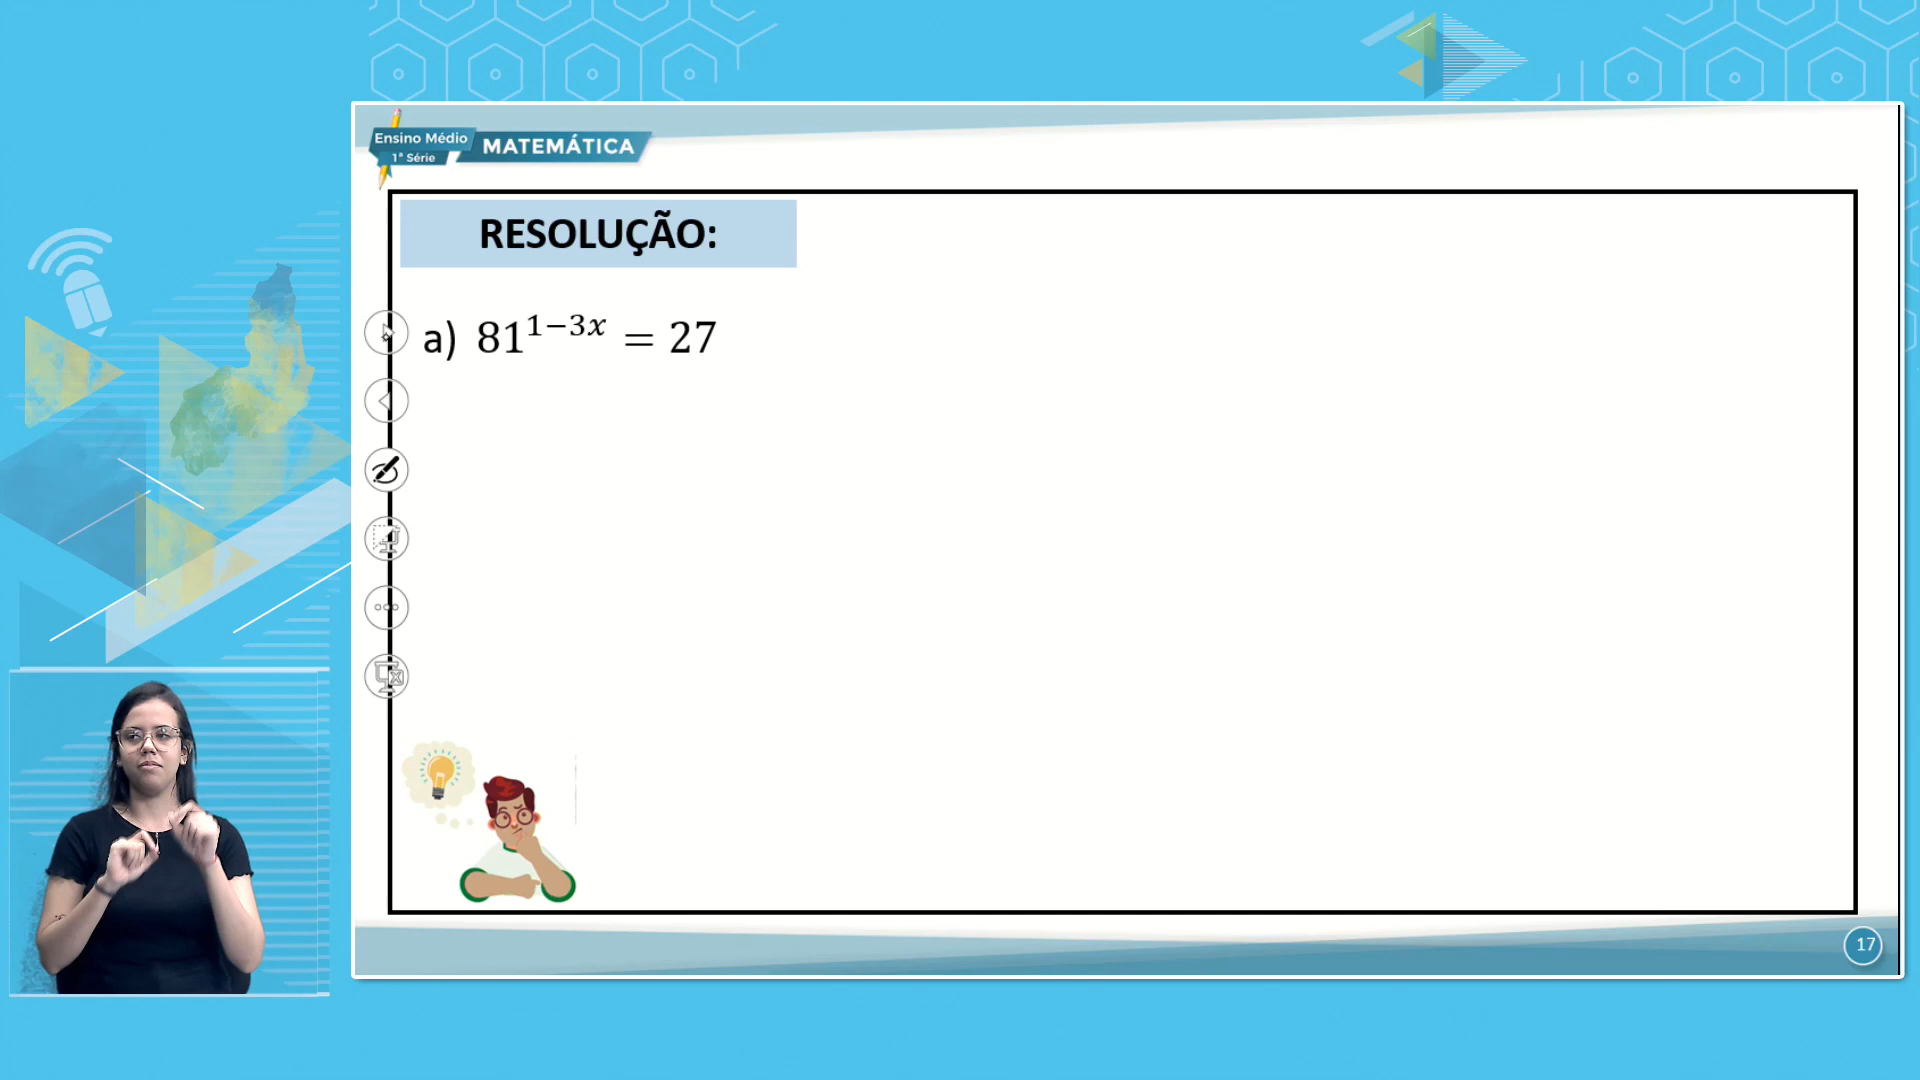 Ensino Médio
1ª Série
MATEMÁTICA
RESOLUÇÃO:
a) 81^{1−3x} = 27
17